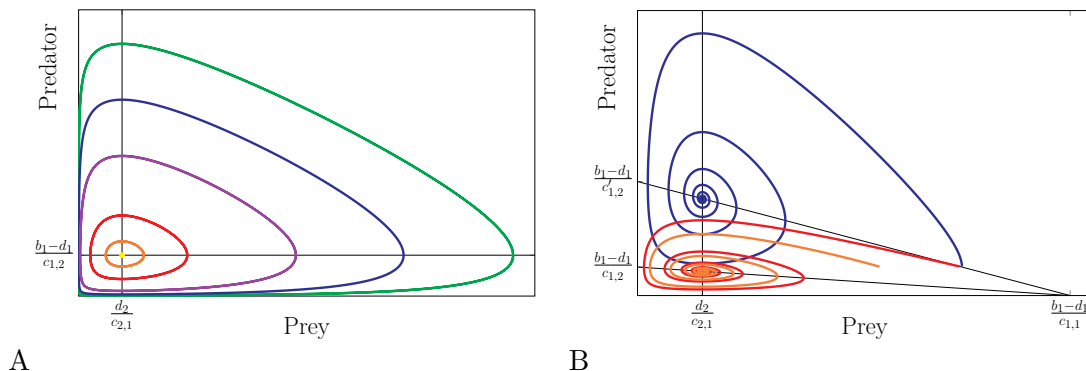 Predator
b₁−d₁
c₁,₂
d₂
c₂,₁
Prey
A
Predator
b₁−d₁
c′₁,₂
b₁−d₁
c₁,₂
d₂
c₂,₁
Prey
b₁−d₁
c₁,₁
B